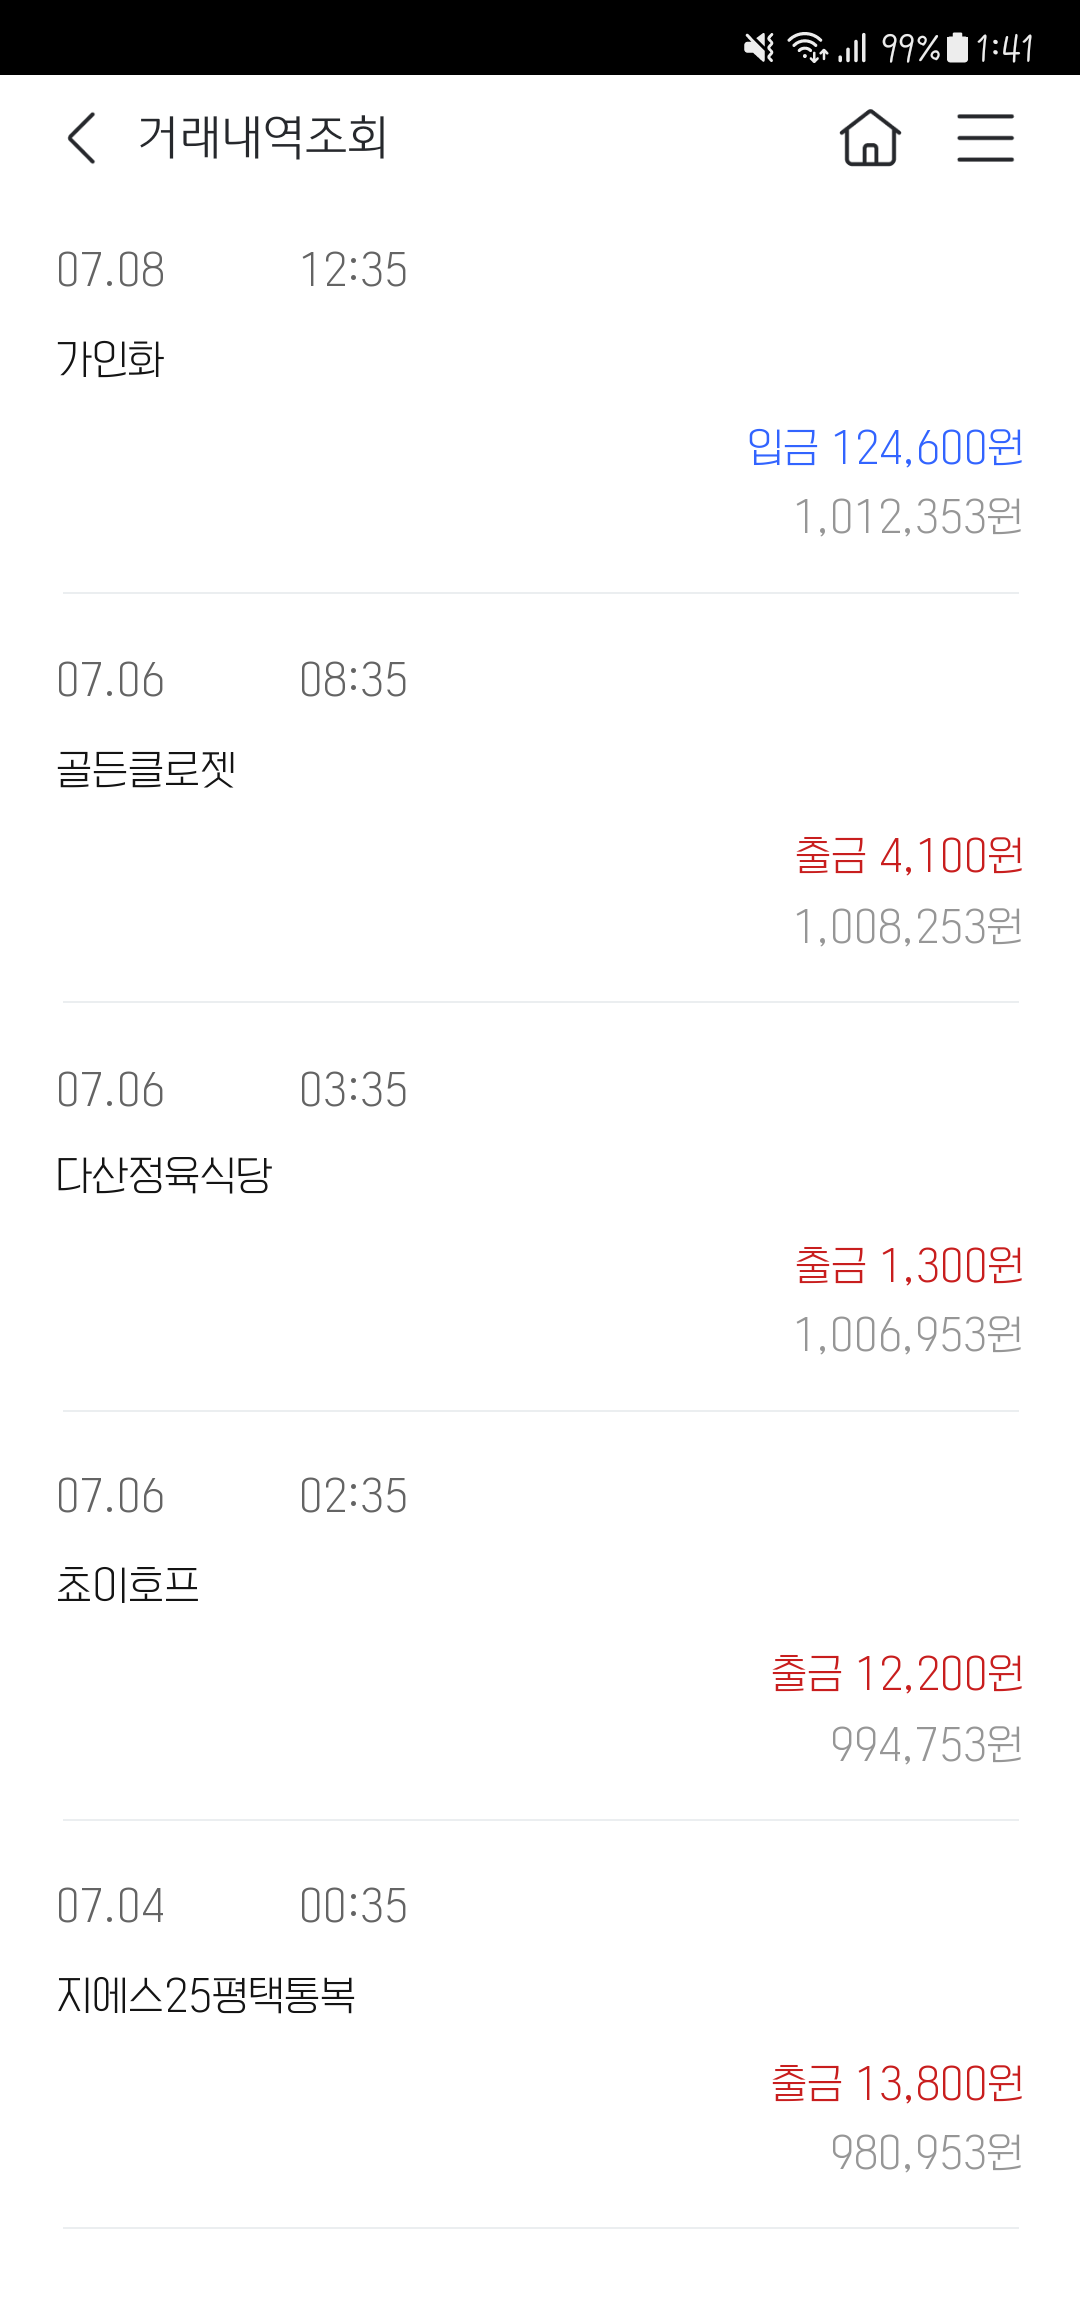 99% 1:41
거래내역조회
07.08 12:35
가인화
입금 124,600원
1,012,353원
07.06 08:35
골든클로젯
출금 4,100원
1,008,253원
07.06 03:35
다산정육식당
출금 1,300원
1,006,953원
07.06 02:35
쵸이호프
출금 12,200원
994,753원
07.04 00:35
지에스25평택통복
출금 13,800원
980,953원